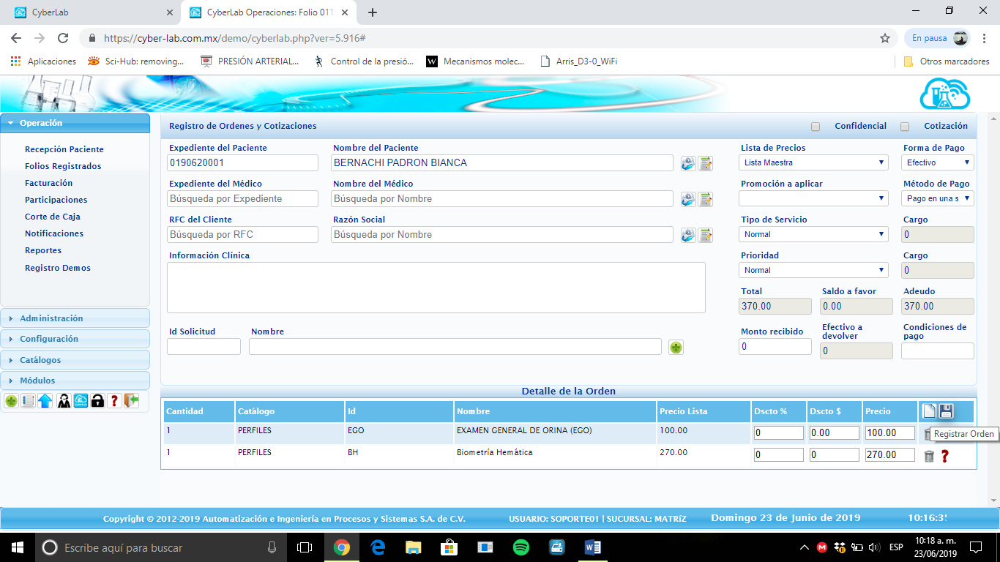 CyberLab
CyberLab Operaciones: Folio 011
https://cyber-lab.com.mx/demo/cyberlab.php?ver=5.916#
En pausa
Aplicaciones
Sci-Hub: removing...
PRESIÓN ARTERIAL...
Control de la presió...
W Mecanismos molec...
Arris_D3-0_WiFi
Otros marcadores
Operación
Recepción Paciente
Folios Registrados
Facturación
Participaciones
Corte de Caja
Notificaciones
Reportes
Registro Demos
Administración
Configuración
Catálogos
Módulos
Registro de Ordenes y Cotizaciones
Confidencial
Cotización
Expediente del Paciente
Nombre del Paciente
Lista de Precios
Forma de Pago
0190620001
BERNACHI PADRON BIANCA
Lista Maestra
Efectivo
Expediente del Médico
Nombre del Médico
Promoción a aplicar
Método de Pago
Búsqueda por Expediente
Búsqueda por Nombre
Pago en una s
RFC del Cliente
Razón Social
Tipo de Servicio
Cargo
Búsqueda por RFC
Búsqueda por Nombre
Normal
0
Información Clínica
Prioridad
Cargo
Normal
0
Total
Saldo a favor
Adeudo
370.00
0.00
370.00
Id Solicitud
Nombre
Monto recibido
Efectivo a
devolver
Condiciones de
pago
0
0
Detalle de la Orden
Cantidad Catálogo Id Nombre Precio Lista Dscto % Dscto $ Precio
1 PERFILES EGO EXAMEN GENERAL DE ORINA (EGO) 100.00 0 0.00 100.00
Registrar Orden
1 PERFILES BH Biometría Hemática 270.00 0 0 270.00
?
Copyright © 2012-2019 Automatización e Ingeniería en Procesos y Sistemas S.A. de C.V.
USUARIO: SOPORTE01 | SUCURSAL: MATRíZ
Domingo 23 de Junio de 2019
10:16:35
Escribe aquí para buscar
ESP
10:18 a. m.
23/06/2019